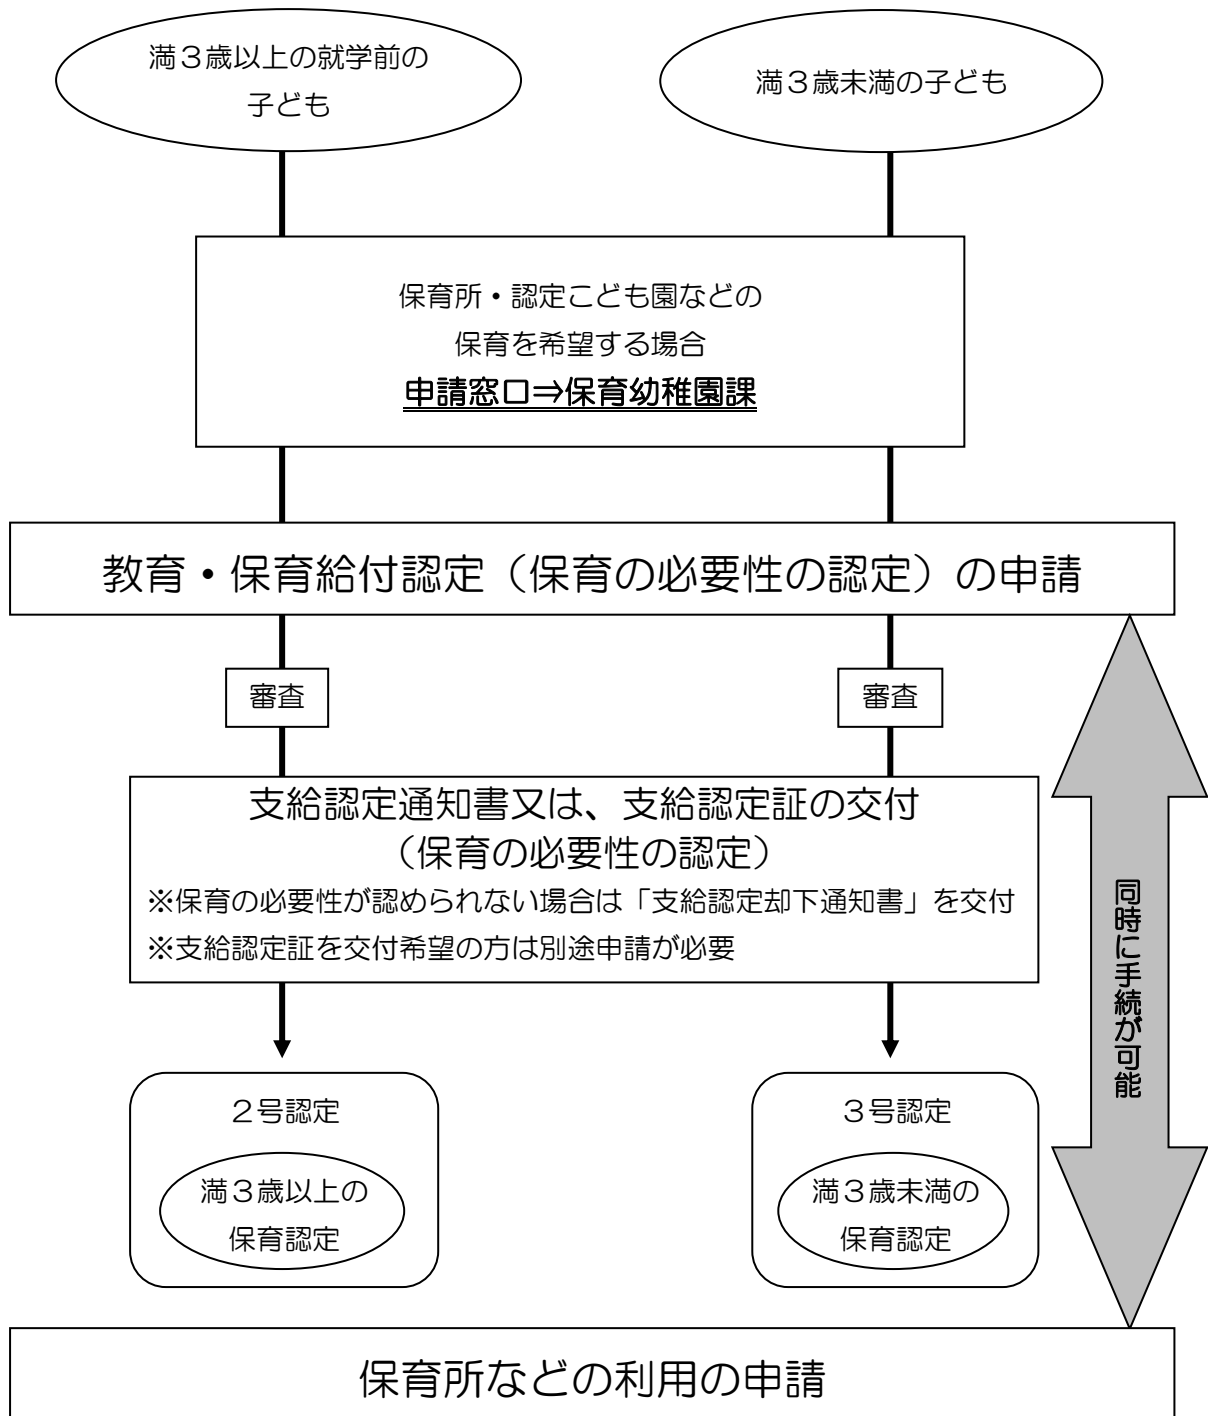 満３歳以上の就学前の
子ども
満３歳未満の子ども
保育所・認定こども園などの
保育を希望する場合
申請窓口⇒保育幼稚園課
教育・保育給付認定（保育の必要性の認定）の申請
審査
審査
支給認定通知書又は、支給認定証の交付
（保育の必要性の認定）
※保育の必要性が認められない場合は「支給認定却下通知書」を交付
※支給認定証を交付希望の方は別途申請が必要
同時に手続が可能
２号認定
満３歳以上の
保育認定
３号認定
満３歳未満の
保育認定
保育所などの利用の申請